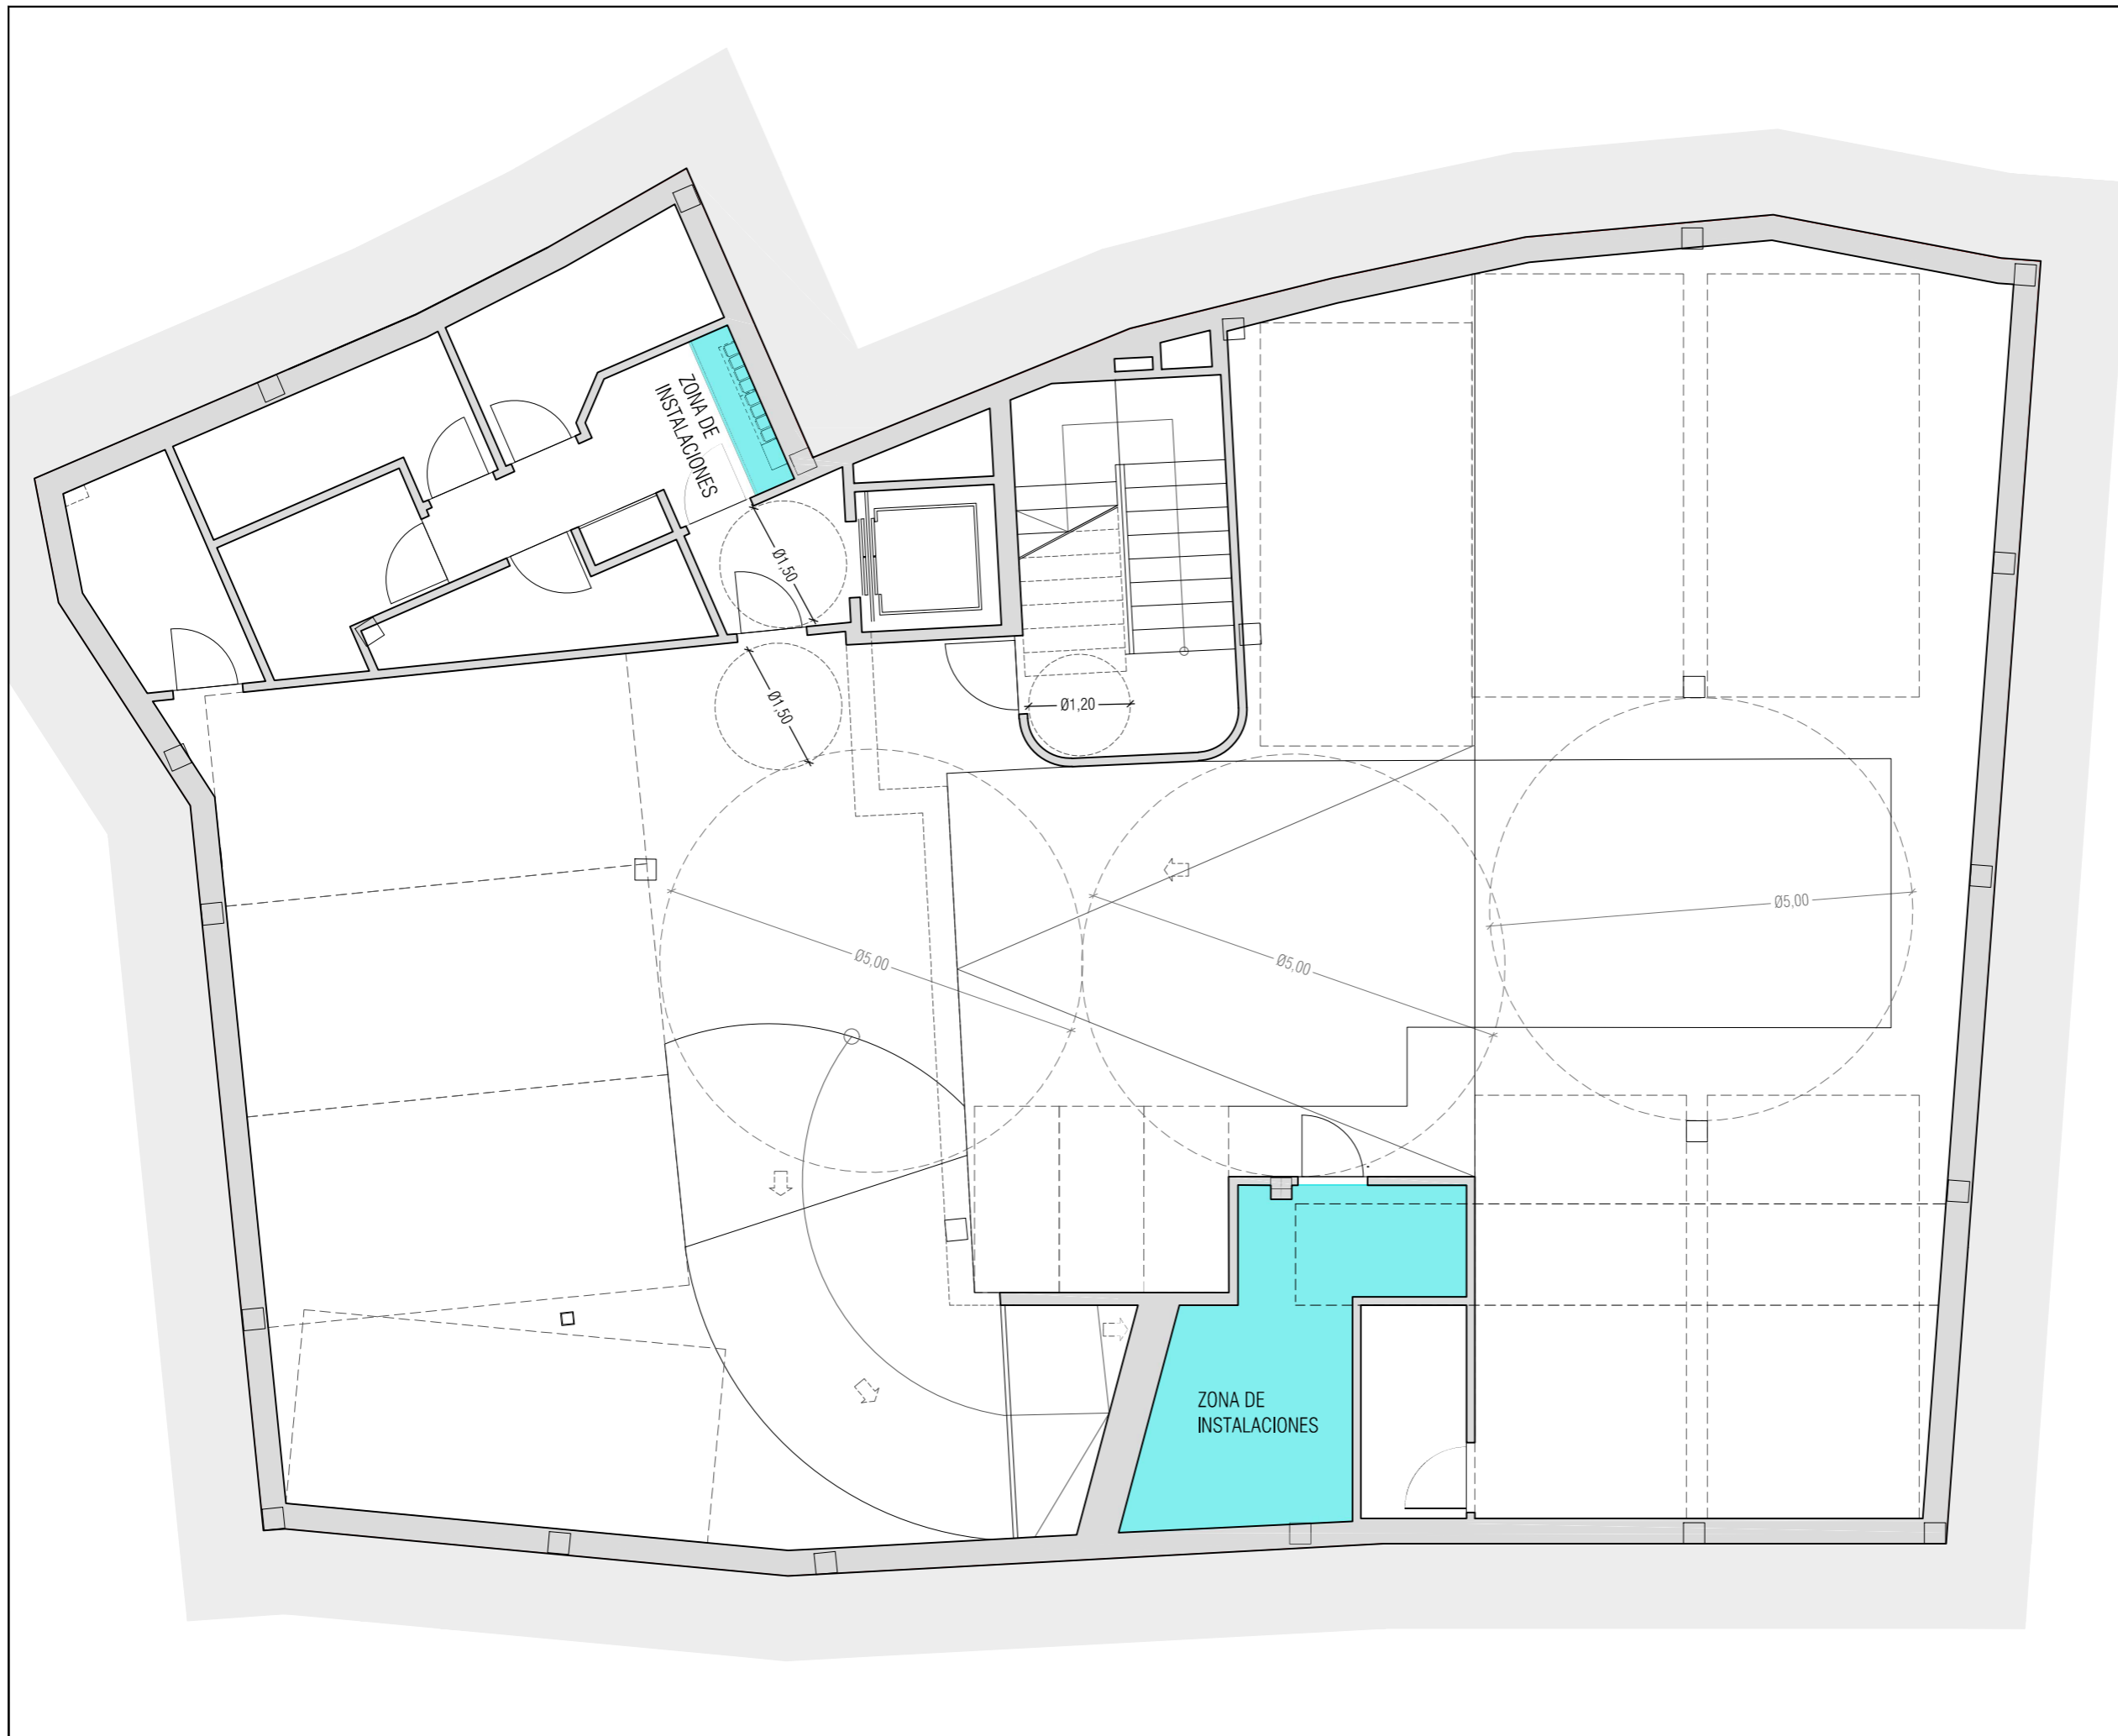 ZONA DE
INSTALACIONES
Ø1,50
Ø1,50
Ø1,20
Ø5,00
Ø5,00
Ø5,00
ZONA DE
INSTALACIONES